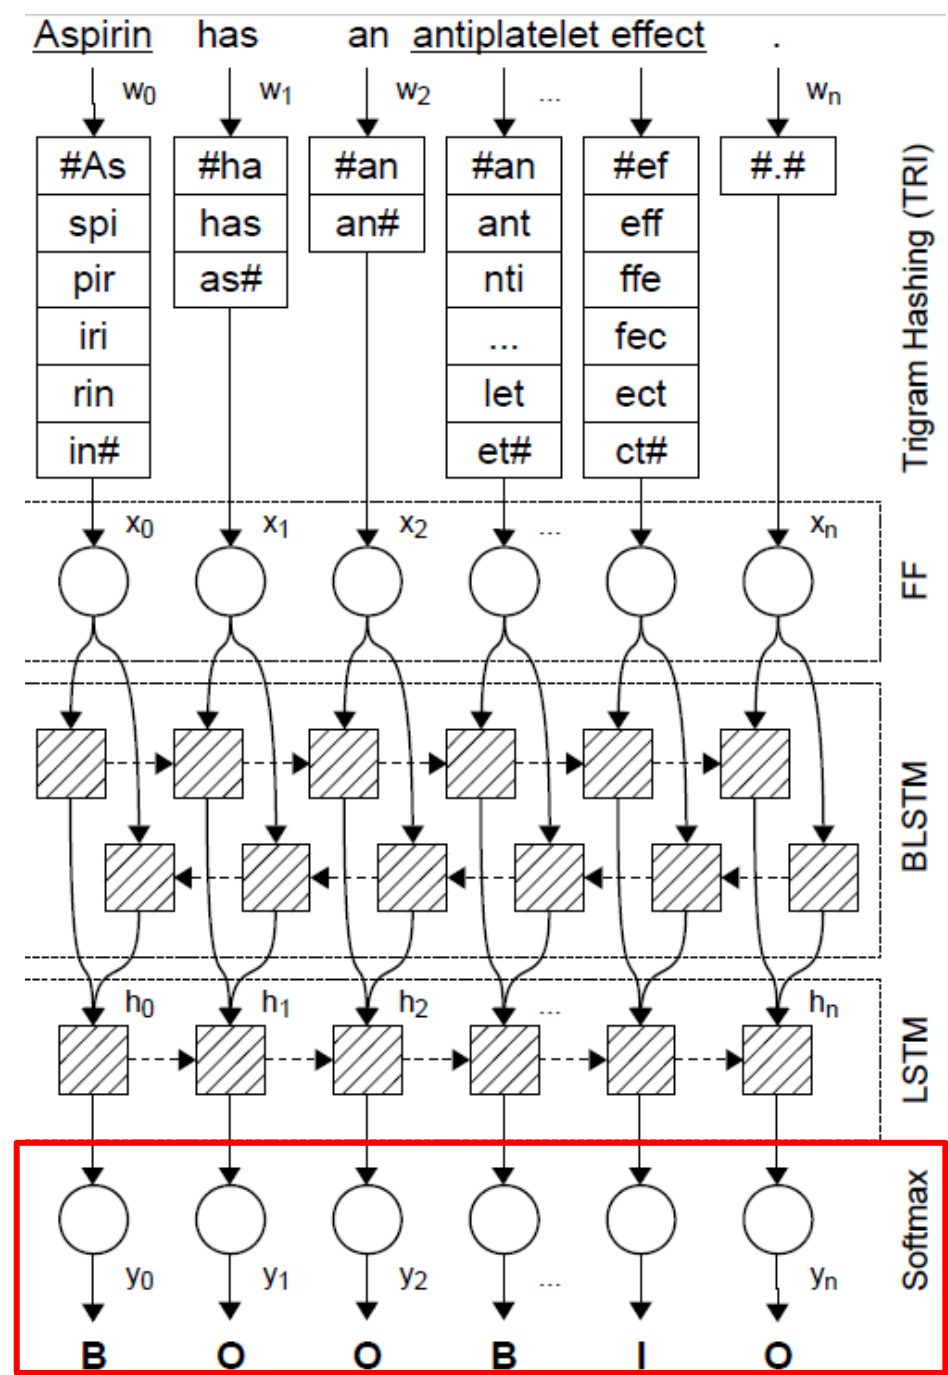 Aspirin has an antiplatelet effect .
w0 w1 w2 ... wn
#As #ha #an #an #ef #.#
spi has an# ant eff
pir as# nti ffe
iri ... fec
rin let ect
in# et# ct#
Trigram Hashing (TRI)
x0 x1 x2 ... xn
FF
BLSTM
h0 h1 h2 ... hn
LSTM
Softmax
y0 y1 y2 ... yn
B O O B I O